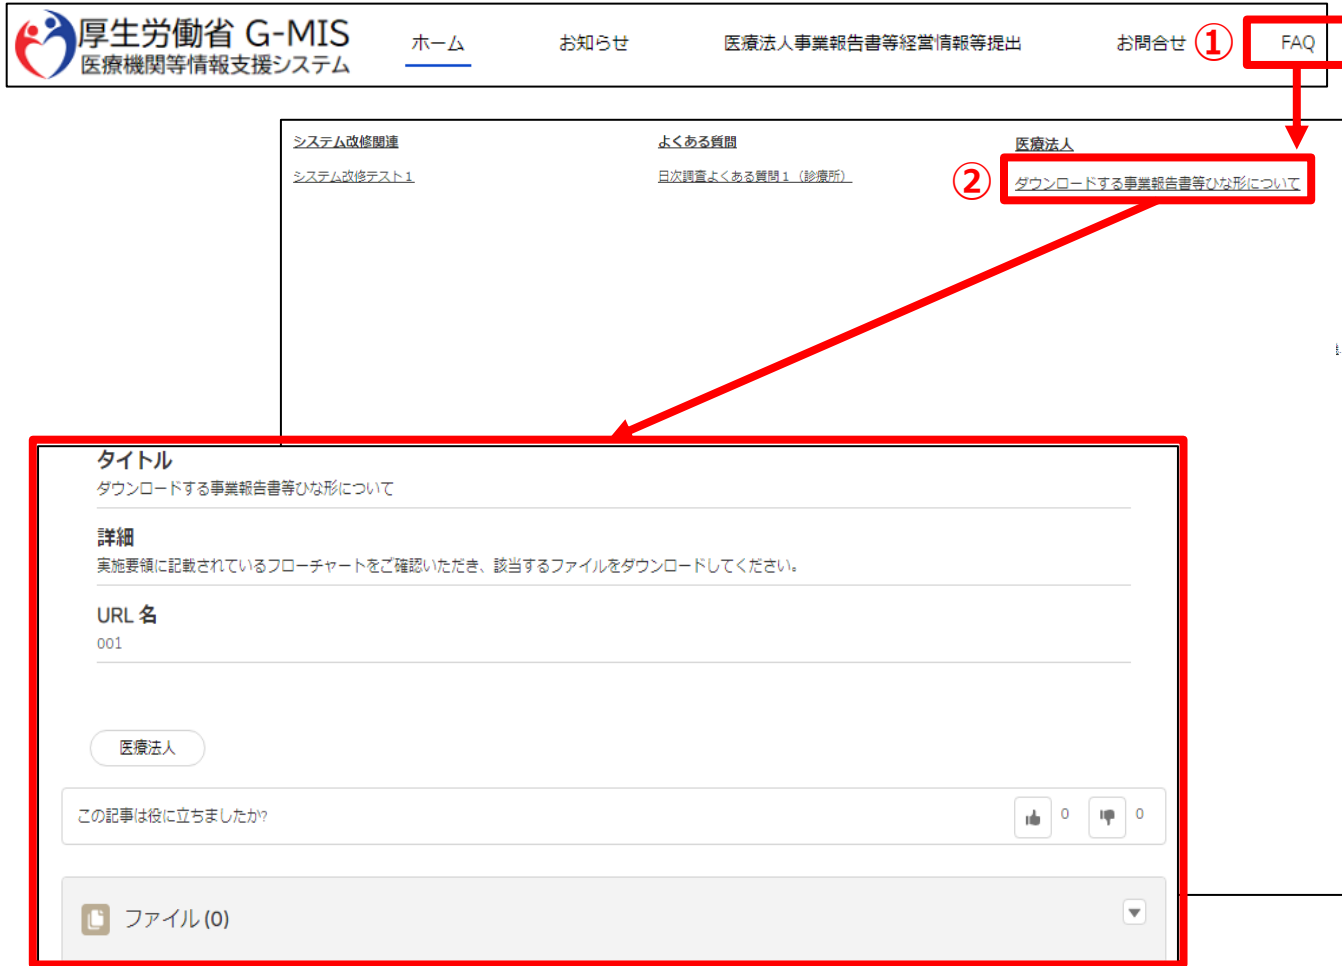 厚生労働省 G-MIS
医療機関等情報支援システム
ホーム
お知らせ
医療法人事業報告書等経営情報等提出
お問合せ
①
FAQ
システム改修関連
システム改修テスト1
よくある質問
日次調査よくある質問1（診療所）
医療法人
②
ダウンロードする事業報告書等ひな形について
タイトル
ダウンロードする事業報告書等ひな形について
詳細
実施要領に記載されているフローチャートをご確認いただき、該当するファイルをダウンロードしてください。
URL 名
001
医療法人
この記事は役に立ちましたか?
0
0
ファイル (0)